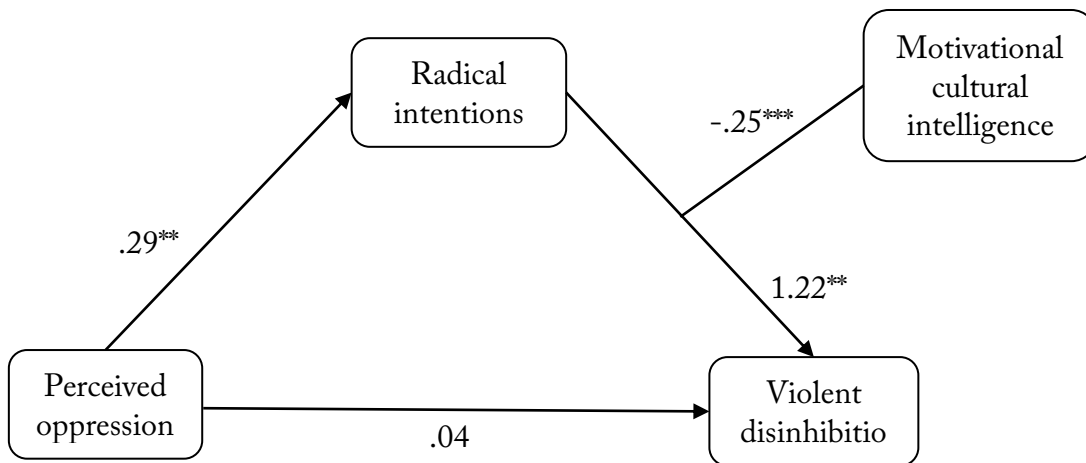 Motivational
cultural
intelligence
Radical
intentions
-.25***
.29**
1.22**
Perceived
oppression
.04
Violent
disinhibitio